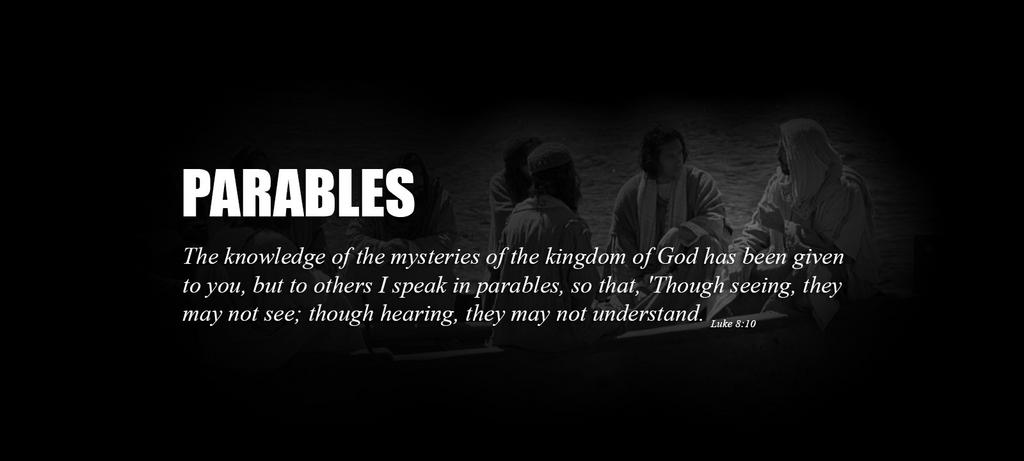 PARABLES
The knowledge of the mysteries of the kingdom of God has been given
to you, but to others I speak in parables, so that, 'Though seeing, they
may not see; though hearing, they may not understand. Luke 8:10